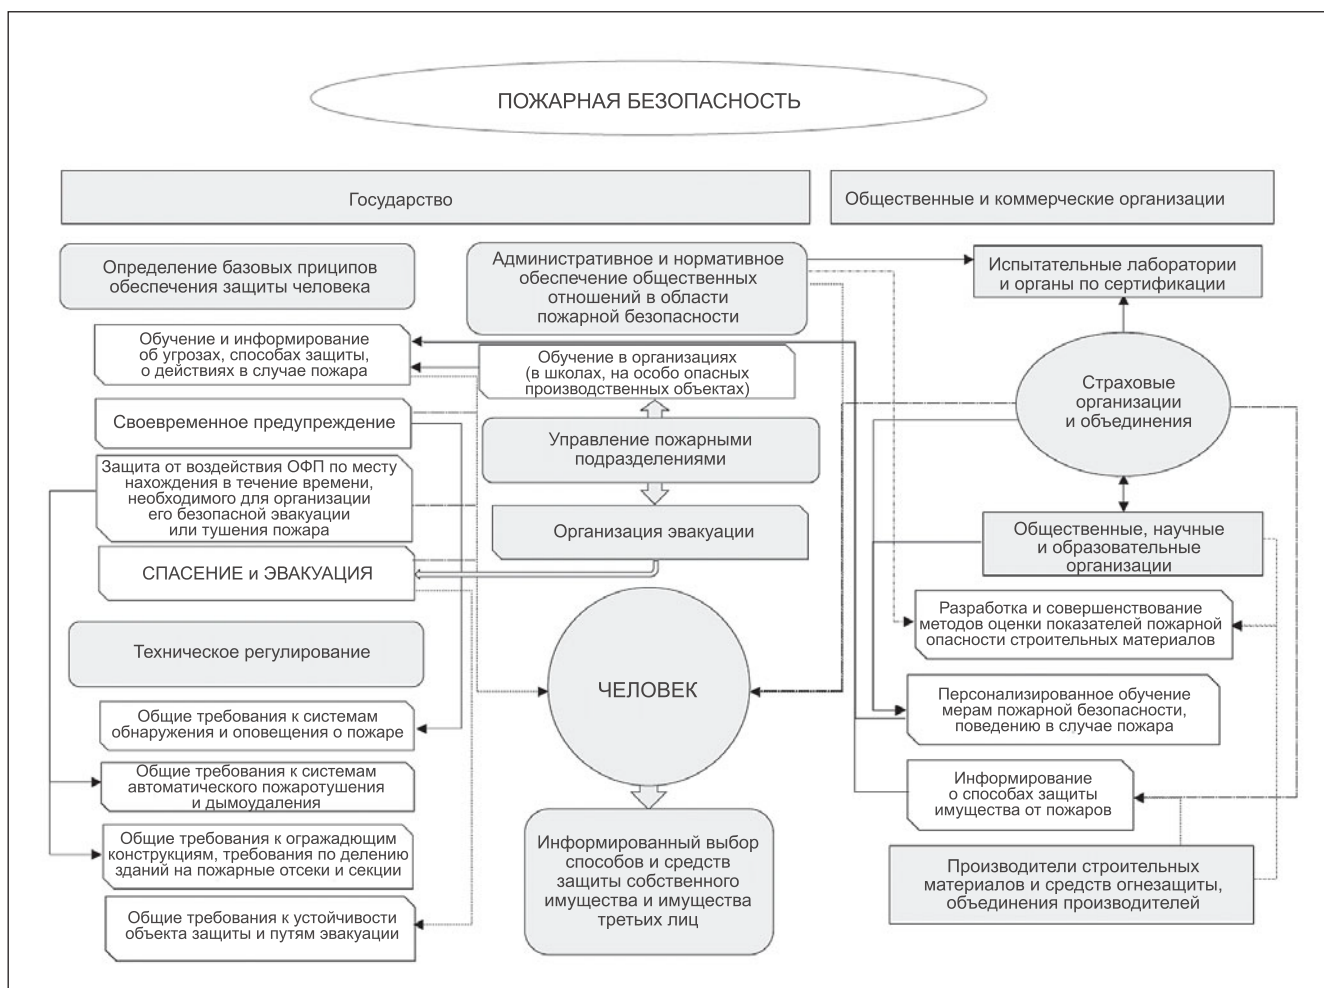 ПОЖАРНАЯ БЕЗОПАСНОСТЬ
Государство
Общественные и коммерческие организации
Определение базовых приципов
обеспечения защиты человека
Административное и нормативное
обеспечение общественных
отношений в области
пожарной безопасности
Испытательные лаборатории
и органы по сертификации
Обучение и информирование
об угрозах, способах защиты,
о действиях в случае пожара
Обучение в организациях
(в школах, на особо опасных
производственных объектах)
Страховые
организации
и объединения
Своевременное предупреждение
Управление пожарными
подразделениями
Защита от воздействия ОФП по месту
нахождения в течение времени,
необходимого для организации
его безопасной эвакуации
или тушения пожара
Организация эвакуации
Общественные, научные
и образовательные
организации
СПАСЕНИЕ и ЭВАКУАЦИЯ
Разработка и совершенствование
методов оценки показателей пожарной
опасности строительных материалов
Техническое регулирование
ЧЕЛОВЕК
Персонализированное обучение
мерам пожарной безопасности,
поведению в случае пожара
Общие требования к системам
обнаружения и оповещения о пожаре
Общие требования к системам
автоматического пожаротушения
и дымоудаления
Информирование
о способах защиты
имущества от пожаров
Общие требования к огражадющим
конструкциям, требования по делению
зданий на пожарные отсеки и секции
Информированный выбор
способов и средств
защиты собственного
имущества и имущества
третьих лиц
Производители строительных
материалов и средств огнезащиты,
объединения производителей
Общие требования к устойчивости
объекта защиты и путям эвакуации